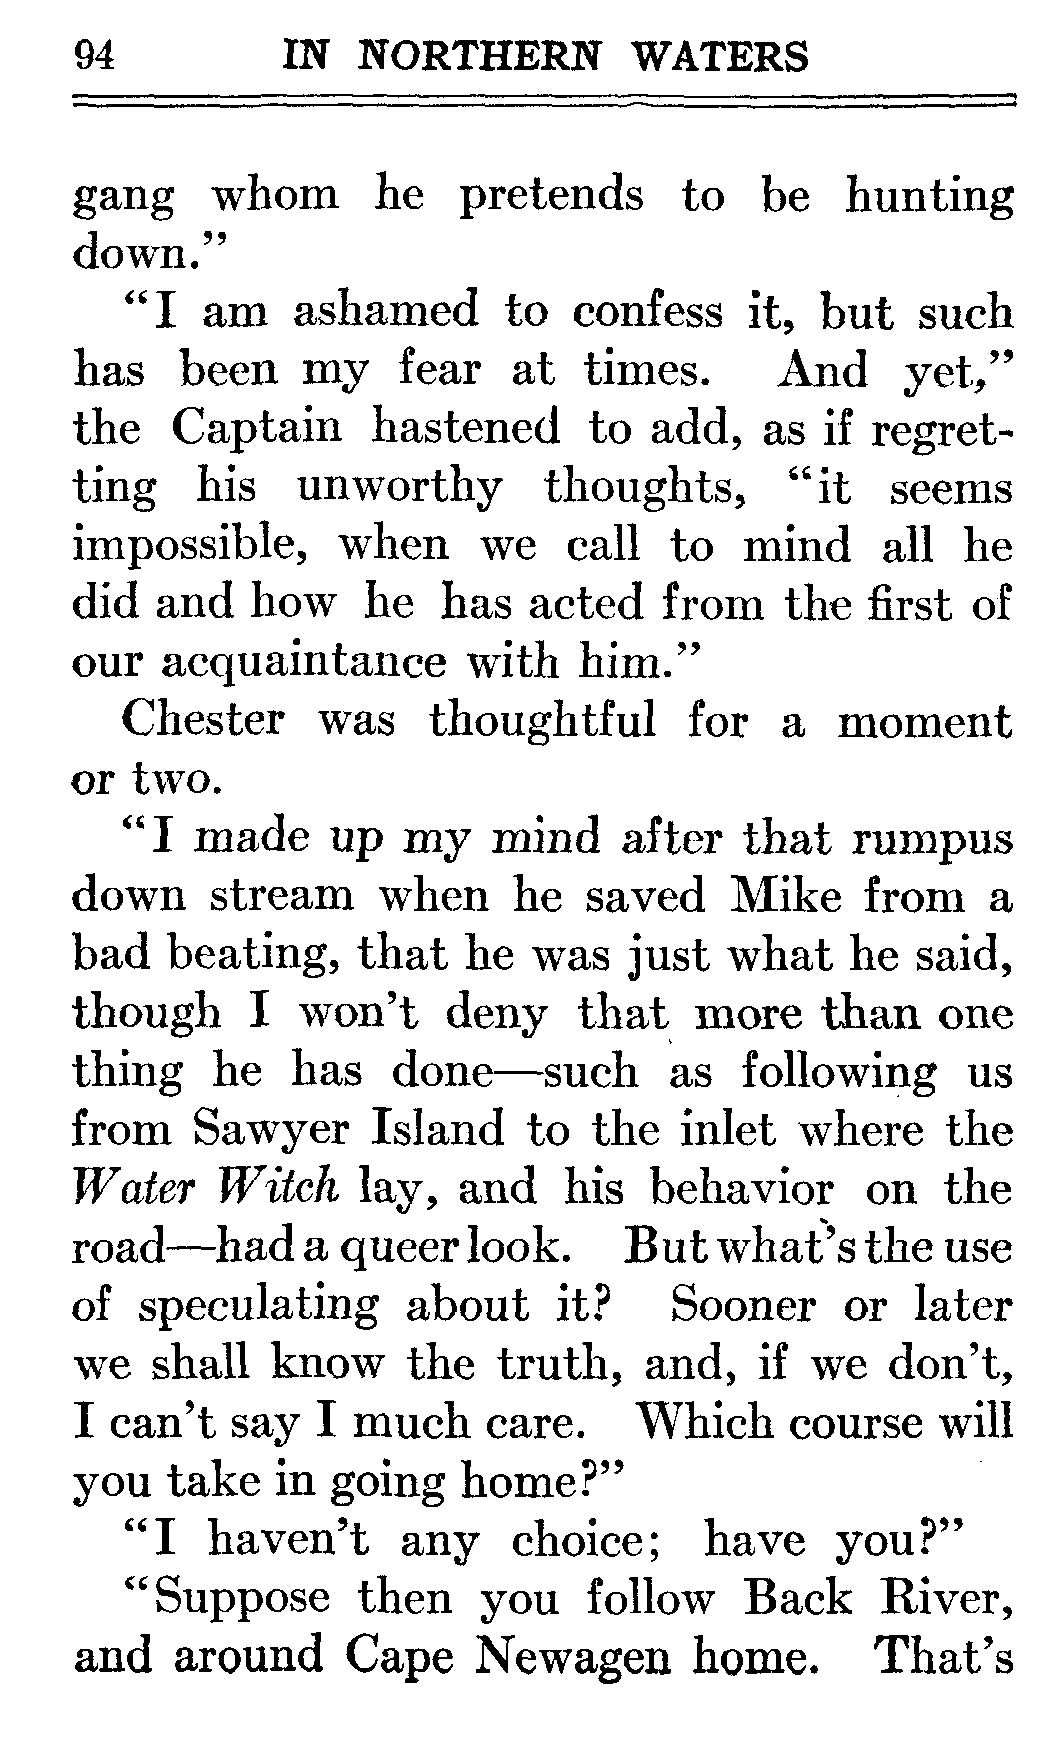 94 IN NORTHERN WATERS
gang whom he pretends to be hunting
down."
"I am ashamed to confess it, but such
has been my fear at times. And yet,"
the Captain hastened to add, as if regret-
ting his unworthy thoughts, "it seems
impossible, when we call to mind all he
did and how he has acted from the first of
our acquaintance with him."
Chester was thoughtful for a moment
or two.
"I made up my mind after that rumpus
down stream when he saved Mike from a
bad beating, that he was just what he said,
though I won't deny that more than one
thing he has done—such as following us
from Sawyer Island to the inlet where the
Water Witch lay, and his behavior on the
road—had a queer look. But what's the use
of speculating about it? Sooner or later
we shall know the truth, and, if we don't,
I can't say I much care. Which course will
you take in going home?"
"I haven't any choice; have you?"
"Suppose then you follow Back River,
and around Cape Newagen home. That's